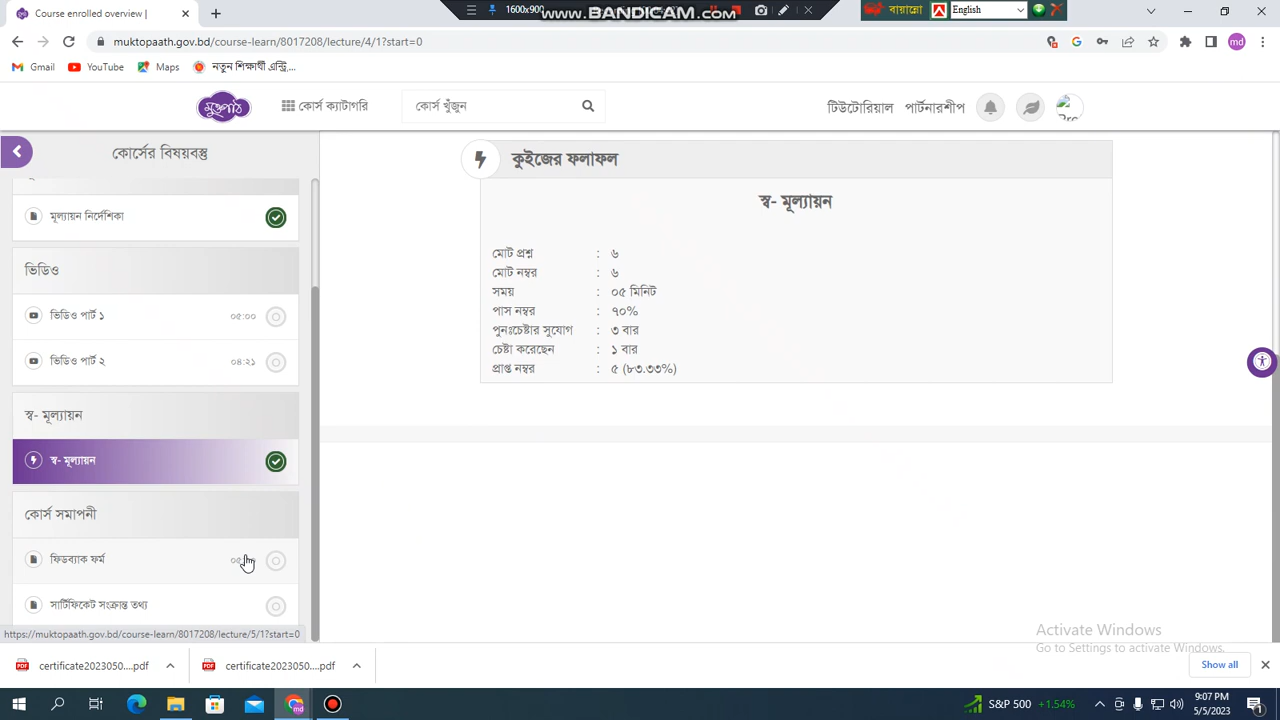 Course enrolled overview |
1600x900
www.BANDICAM.com
বায়ান্নো
English
muktopaath.gov.bd/course-learn/8017208/lecture/4/1?start=0
md
Gmail
YouTube
Maps
নতুন শিক্ষার্থী এন্ট্রি,...
মুক্তপাঠ
কোর্স ক্যাটাগরি
কোর্স খুঁজুন
টিউটোরিয়াল
পার্টনারশীপ
কোর্সের বিষয়বস্তু
মূল্যায়ন নির্দেশিকা
ভিডিও
ভিডিও পার্ট ১ ০৫:০০
ভিডিও পার্ট ২ ০৪:২১
স্ব- মূল্যায়ন
স্ব- মূল্যায়ন
কোর্স সমাপনী
ফিডব্যাক ফর্ম
সার্টিফিকেট সংক্রান্ত তথ্য
কুইজের ফলাফল
স্ব- মূল্যায়ন
মোট প্রশ্ন : ৬
মোট নম্বর : ৬
সময় : ০৫ মিনিট
পাস নম্বর : ৭০%
পুনঃচেষ্টার সুযোগ : ৩ বার
চেষ্টা করেছেন : ১ বার
প্রাপ্ত নম্বর : ৫ (৮৩.৩৩%)
https://muktopaath.gov.bd/course-learn/8017208/lecture/5/1?start=0
Activate Windows
Go to Settings to activate Windows.
certificate2023050....pdf
certificate2023050....pdf
Show all
S&P 500 +1.54%
9:07 PM
5/5/2023